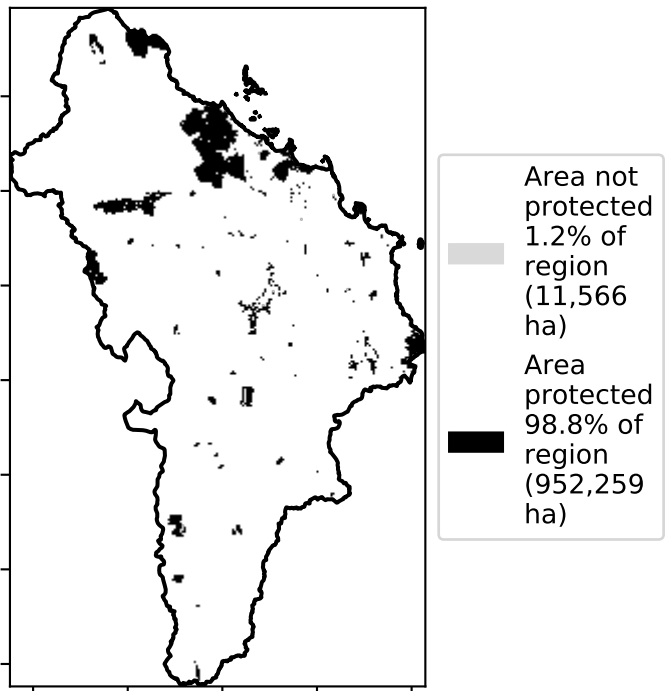 Area not
protected
1.2% of
region
(11,566
ha)
Area
protected
98.8% of
region
(952,259
ha)